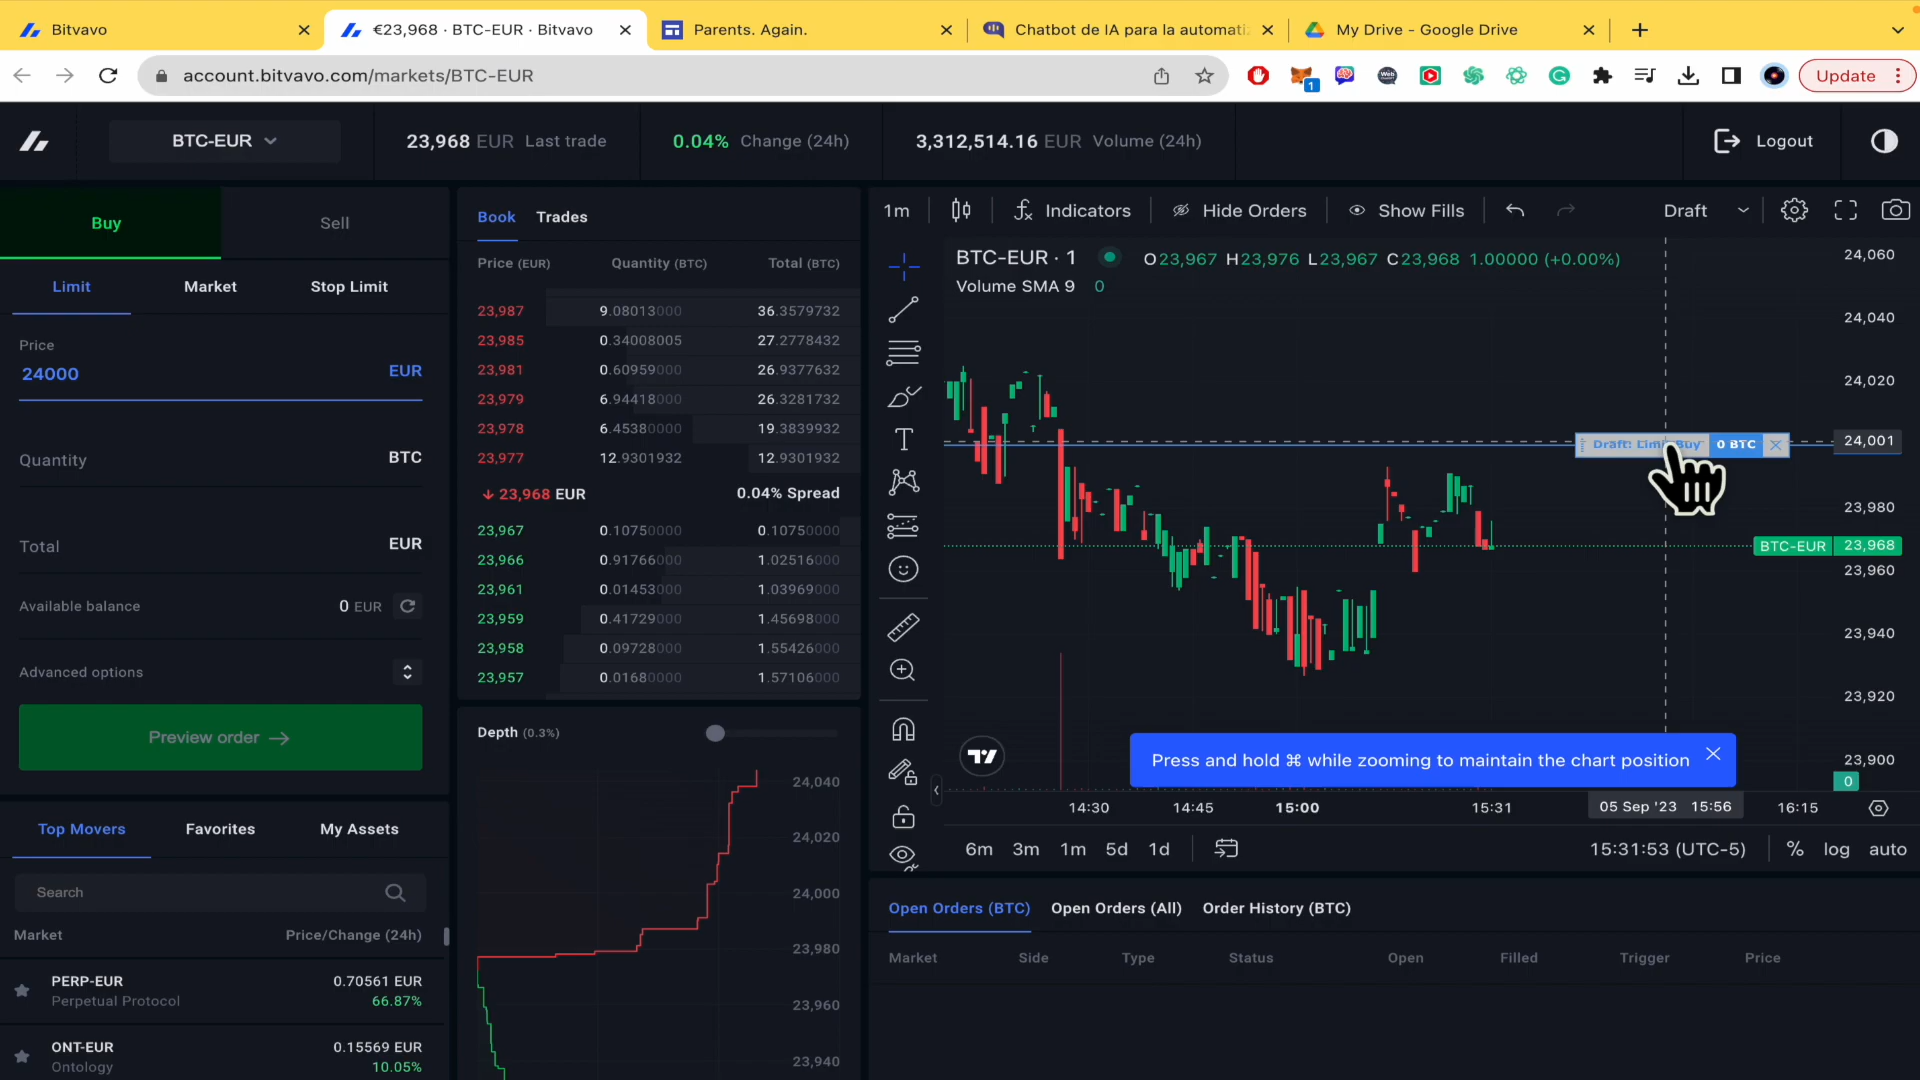 Bitvavo
€23,968 · BTC-EUR · Bitvavo
Parents. Again.
Chatbot de IA para la automati
My Drive - Google Drive
account.bitvavo.com/markets/BTC-EUR
1
Update
BTC-EUR
23,968 EUR Last trade
0.04% Change (24h)
3,312,514.16 EUR Volume (24h)
Logout
Buy
Sell
Limit
Market
Stop Limit
Price
24000
EUR
Quantity
BTC
Total
EUR
Available balance
0 EUR
Advanced options
Preview order →
Top Movers
Favorites
My Assets
Search
Market
Price/Change (24h)
PERP-EUR 0.70561 EUR
Perpetual Protocol 66.87%
ONT-EUR 0.15569 EUR
Ontology 10.05%
Book
Trades
Price (EUR) Quantity (BTC) Total (BTC)
23,987 9.08013000 36.3579732
23,985 0.34008005 27.2778432
23,981 0.60959000 26.9377632
23,979 6.94418000 26.3281732
23,978 6.45380000 19.3839932
23,977 12.9301932 12.9301932
↓ 23,968 EUR 0.04% Spread
23,967 0.10750000 0.10750000
23,966 0.91766000 1.02516000
23,961 0.01453000 1.03969000
23,959 0.41729000 1.45698000
23,958 0.09728000 1.55426000
23,957 0.01680000 1.57106000
Depth (0.3%)
24,040
24,020
24,000
23,980
23,960
23,940
1m
Indicators
Hide Orders
Show Fills
Draft
BTC-EUR · 1 O23,967 H23,976 L23,967 C23,968 1.00000 (+0.00%)
Volume SMA 9 0
24,060
24,040
24,020
Draft: Limit Buy 0 BTC
24,001
23,980
BTC-EUR 23,968
23,960
23,940
23,920
23,900
0
Press and hold ⌘ while zooming to maintain the chart position
14:30 14:45 15:00 15:31 05 Sep '23 15:56 16:15
6m 3m 1m 5d 1d
15:31:53 (UTC-5)
% log auto
Open Orders (BTC)
Open Orders (All)
Order History (BTC)
Market Side Type Status Open Filled Trigger Price